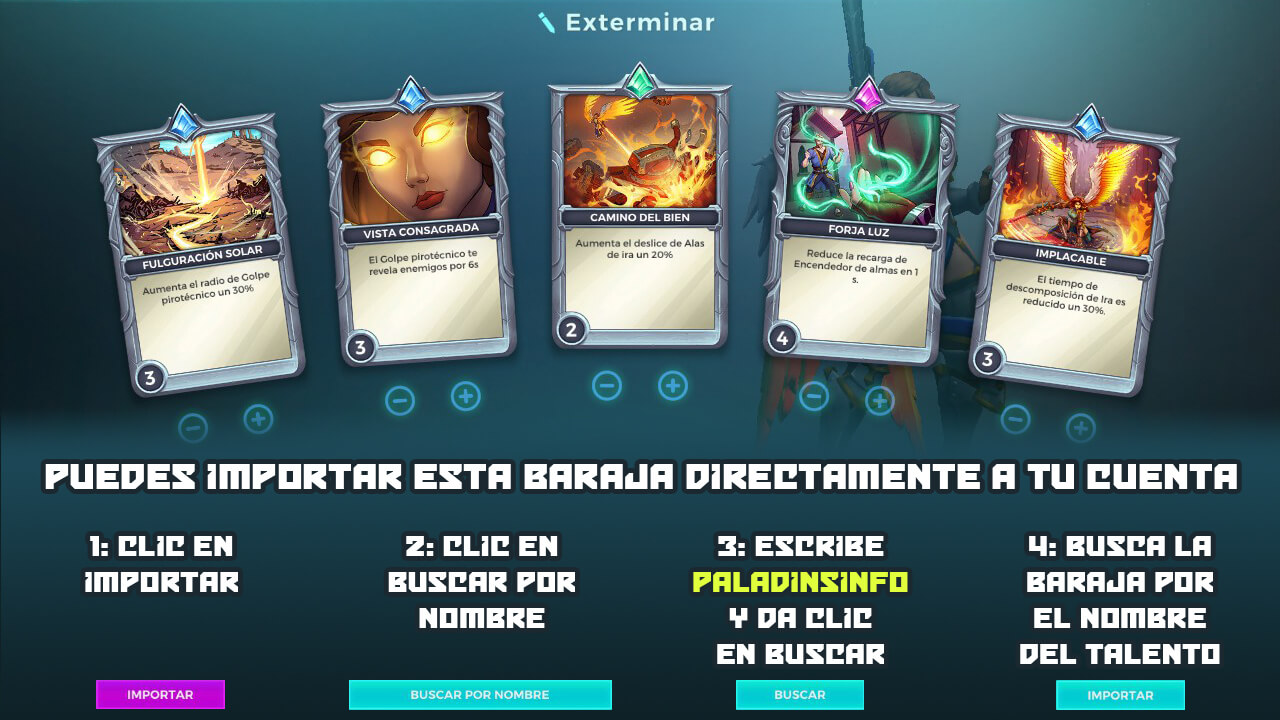 Exterminar
FULGURACIÓN SOLAR
Aumenta el radio de Golpe
pirotécnico un 30%
3
VISTA CONSAGRADA
El Golpe pirotécnico te
revela enemigos por 6s
3
CAMINO DEL BIEN
Aumenta el deslice de Alas
de ira un 20%
2
FORJA LUZ
Reduce la recarga de
Encendedor de almas en 1
s.
4
IMPLACABLE
El tiempo de
descomposición de Ira es
reducido un 30%.
3
PUEDES IMPORTAR ESTA BARAJA DIRECTAMENTE A TU CUENTA
1: CLIC EN
IMPORTAR
2: CLIC EN
BUSCAR POR
NOMBRE
3: ESCRIBE
PALADINSINFO
Y DA CLIC
EN BUSCAR
4: BUSCA LA
BARAJA POR
EL NOMBRE
DEL TALENTO
IMPORTAR
BUSCAR POR NOMBRE
BUSCAR
IMPORTAR